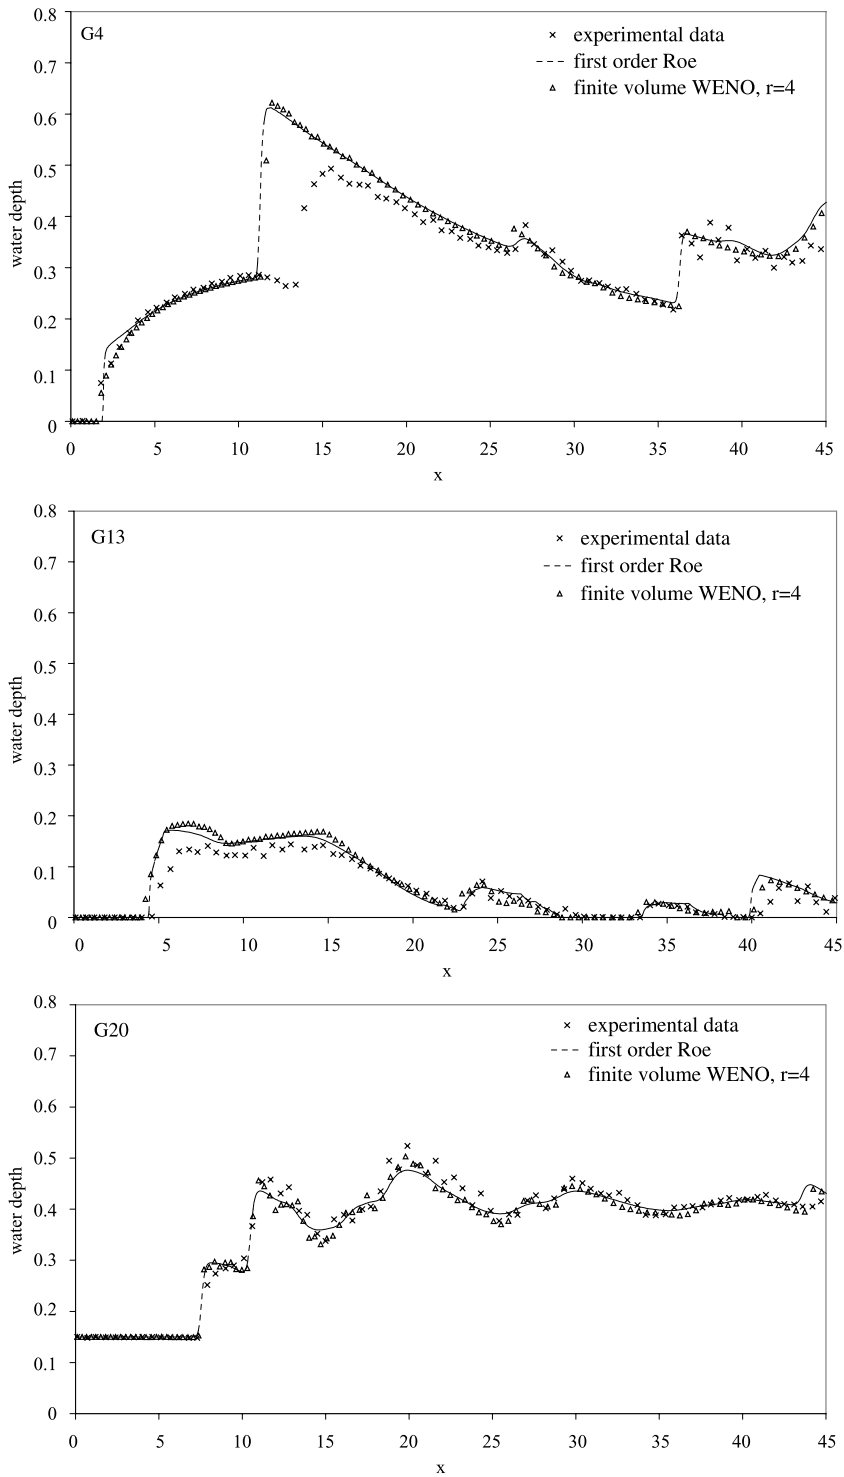 G4
experimental data
first order Roe
finite volume WENO, r=4
0.8
0.7
0.6
0.5
0.4
0.3
0.2
0.1
0
water depth
0 5 10 15 20 25 30 35 40 45
x
G13
experimental data
first order Roe
finite volume WENO, r=4
0.8
0.7
0.6
0.5
0.4
0.3
0.2
0.1
0
water depth
0 5 10 15 20 25 30 35 40 45
x
G20
experimental data
first order Roe
finite volume WENO, r=4
0.8
0.7
0.6
0.5
0.4
0.3
0.2
0.1
0
water depth
0 5 10 15 20 25 30 35 40 45
x